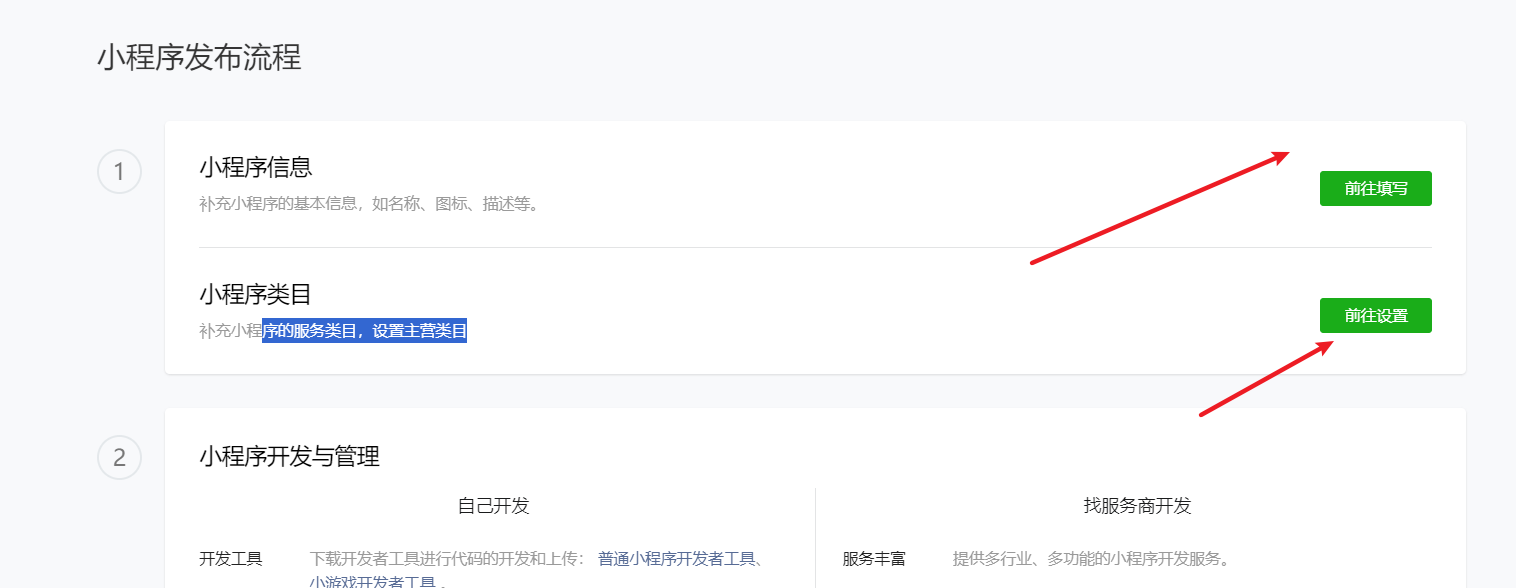 小程序发布流程
1
小程序信息
补充小程序的基本信息，如名称、图标、描述等。
前往填写
小程序类目
补充小程序的服务类目，设置主营类目
前往设置
2
小程序开发与管理
自己开发
找服务商开发
开发工具
下载开发者工具进行代码的开发和上传： 普通小程序开发者工具、
小游戏开发者工具 。
服务丰富
提供多行业、多功能的小程序开发服务。